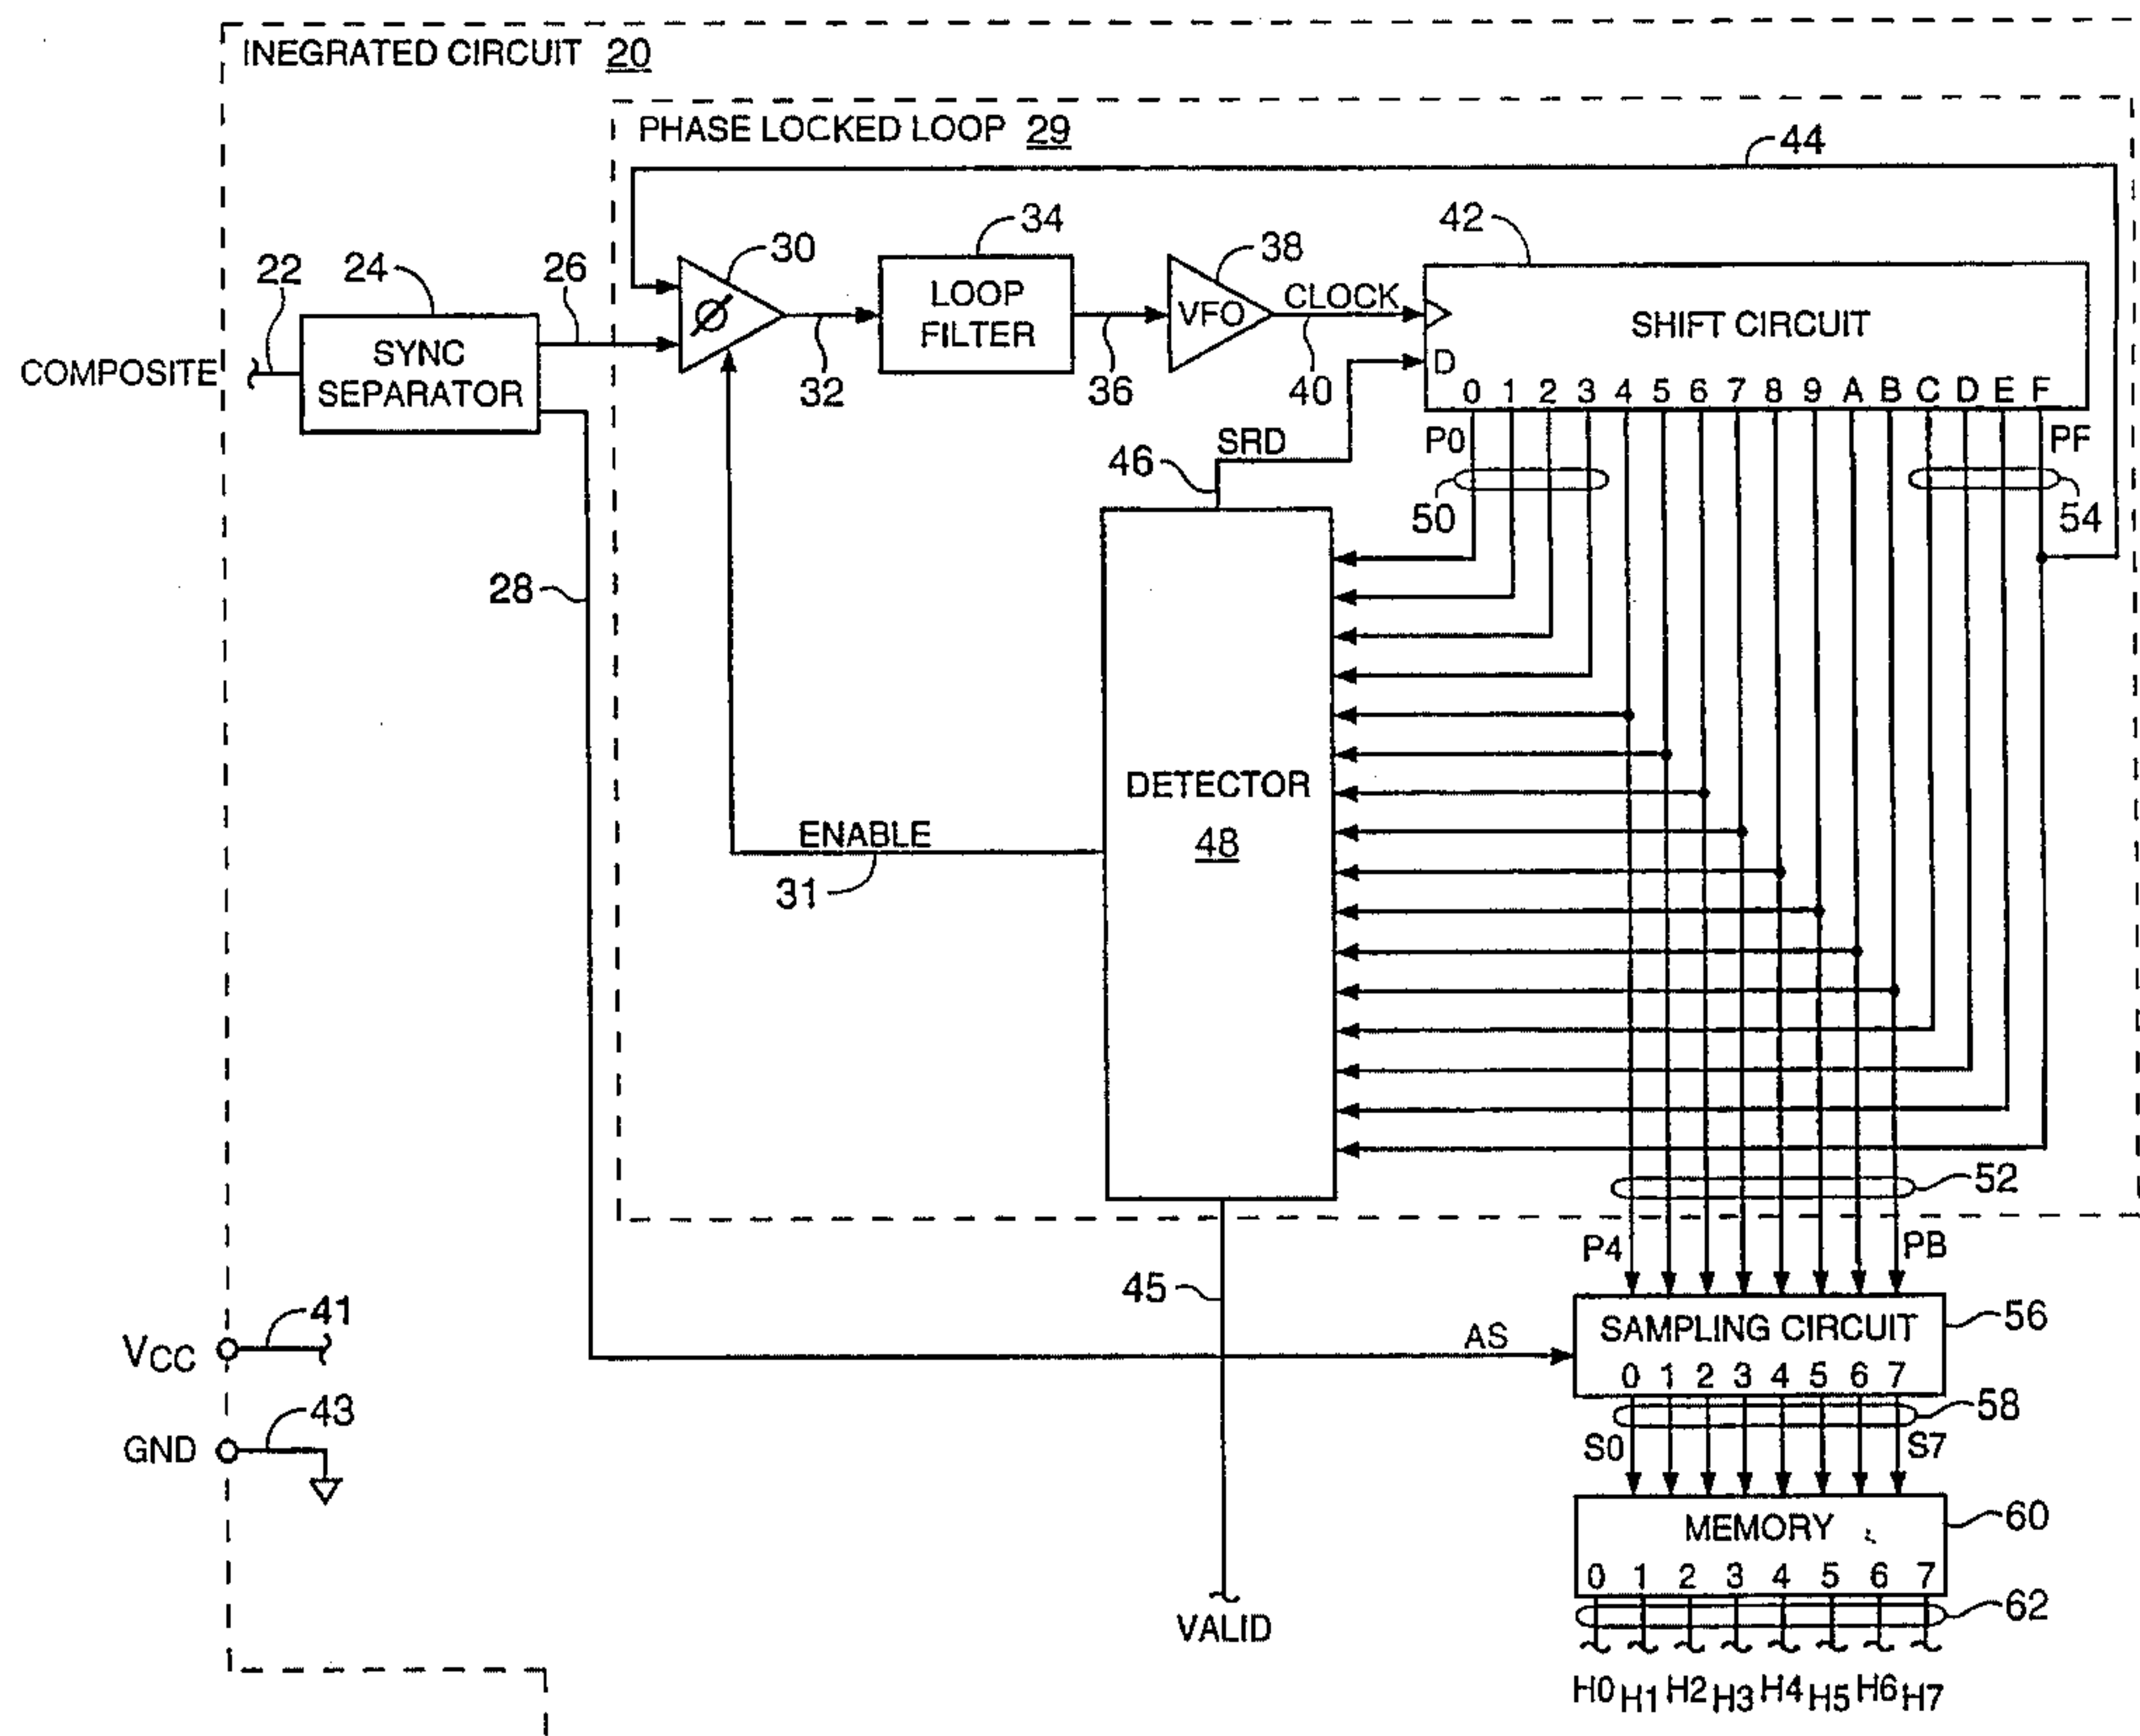 INEGRATED CIRCUIT 20
PHASE LOCKED LOOP 29
44
22
24
26
30
34
38
42
COMPOSITE
SYNC
SEPARATOR
Ø
32
LOOP
FILTER
36
VFO
CLOCK
40
SHIFT CIRCUIT
D
0 1 2 3 4 5 6 7 8 9 A B C D E F
P0
PF
SRD
46
50
54
28
DETECTOR
48
ENABLE
31
52
P4
PB
45
41
VCC
AS
SAMPLING CIRCUIT
56
0 1 2 3 4 5 6 7
43
GND
58
S0
S7
MEMORY
60
0 1 2 3 4 5 6 7
62
VALID
H0 H1 H2 H3 H4 H5 H6 H7